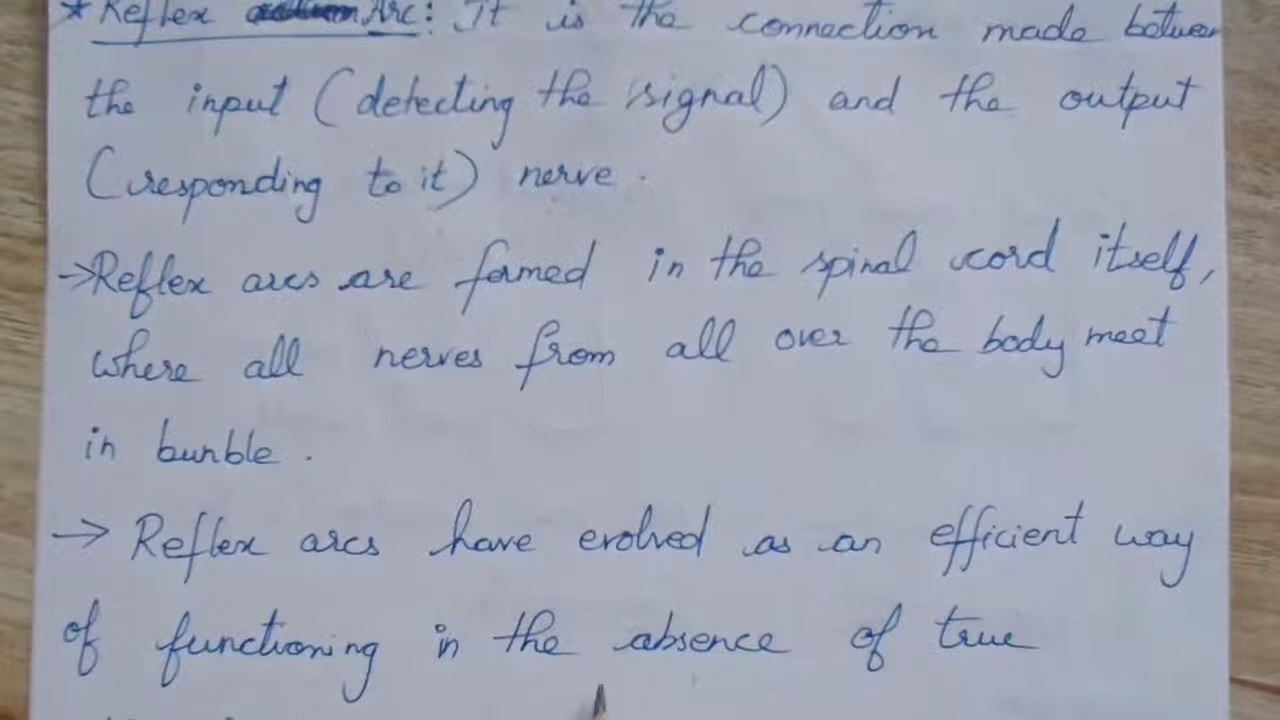 * Reflex Arc: It is the connection made between
the input (detecting the signal) and the output
(responding to it) nerve.
→ Reflex arcs are formed in the spinal cord itself,
where all nerves from all over the body meet
in bunble.
→ Reflex arcs have evolved as an efficient way
of functioning in the absence of true